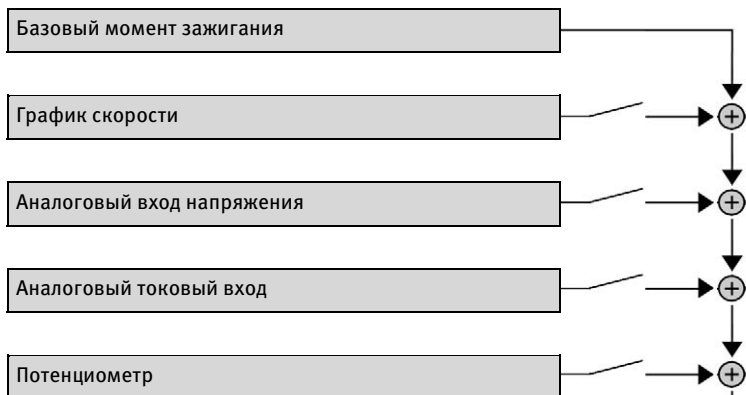 Базовый момент зажигания
График скорости
Аналоговый вход напряжения
Аналоговый токовый вход
Потенциометр